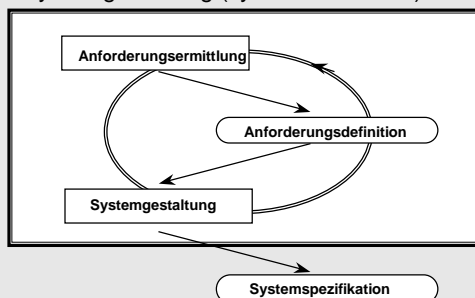 Anforderungsermittlung
Anforderungsdefinition
Systemgestaltung
Systemspezifikation